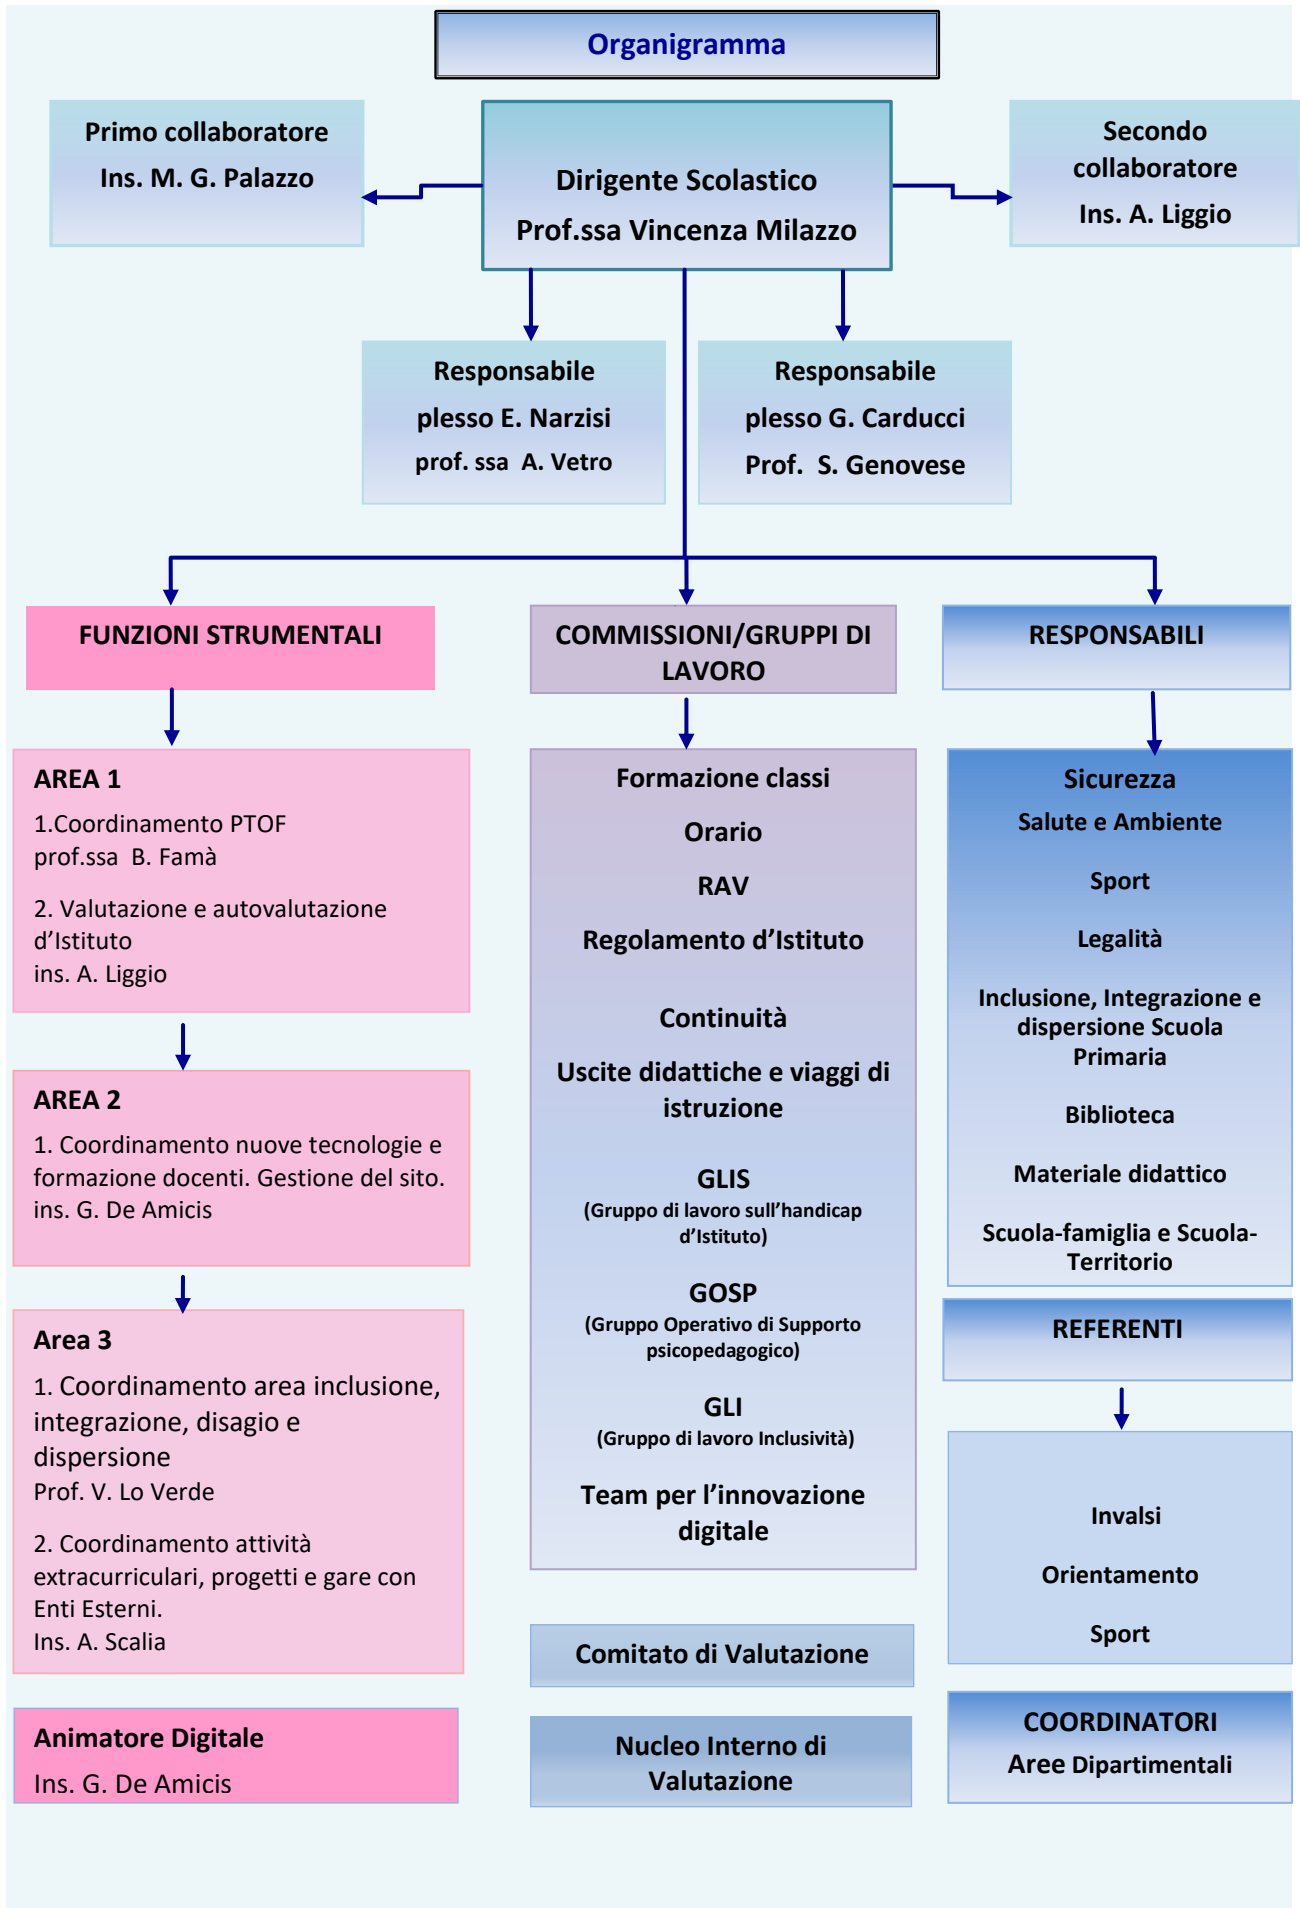 Organigramma
Primo collaboratore
Ins. M. G. Palazzo
Dirigente Scolastico
Prof.ssa Vincenza Milazzo
Secondo
collaboratore
Ins. A. Liggio
Responsabile
plesso E. Narzisi
prof. ssa  A. Vetro
Responsabile
plesso G. Carducci
Prof.  S. Genovese
FUNZIONI STRUMENTALI
AREA 1
1.Coordinamento PTOF
prof.ssa  B. Famà
2. Valutazione e autovalutazione
d’Istituto
ins. A. Liggio
AREA 2
1. Coordinamento nuove tecnologie e
formazione docenti. Gestione del sito.
ins. G. De Amicis
Area 3
1. Coordinamento area inclusione,
integrazione, disagio e
dispersione
Prof. V. Lo Verde
2. Coordinamento attività
extracurriculari, progetti e gare con
Enti Esterni.
Ins. A. Scalia
Animatore Digitale
Ins. G. De Amicis
COMMISSIONI/GRUPPI DI
LAVORO
Formazione classi
Orario
RAV
Regolamento d’Istituto
Continuità
Uscite didattiche e viaggi di
istruzione
GLIS
(Gruppo di lavoro sull’handicap
d’Istituto)
GOSP
(Gruppo Operativo di Supporto
psicopedagogico)
GLI
(Gruppo di lavoro Inclusività)
Team per l’innovazione
digitale
Comitato di Valutazione
Nucleo Interno di
Valutazione
RESPONSABILI
Sicurezza
Salute e Ambiente
Sport
Legalità
Inclusione, Integrazione e
dispersione Scuola
Primaria
Biblioteca
Materiale didattico
Scuola-famiglia e Scuola-
Territorio
REFERENTI
Invalsi
Orientamento
Sport
COORDINATORI
Aree Dipartimentali